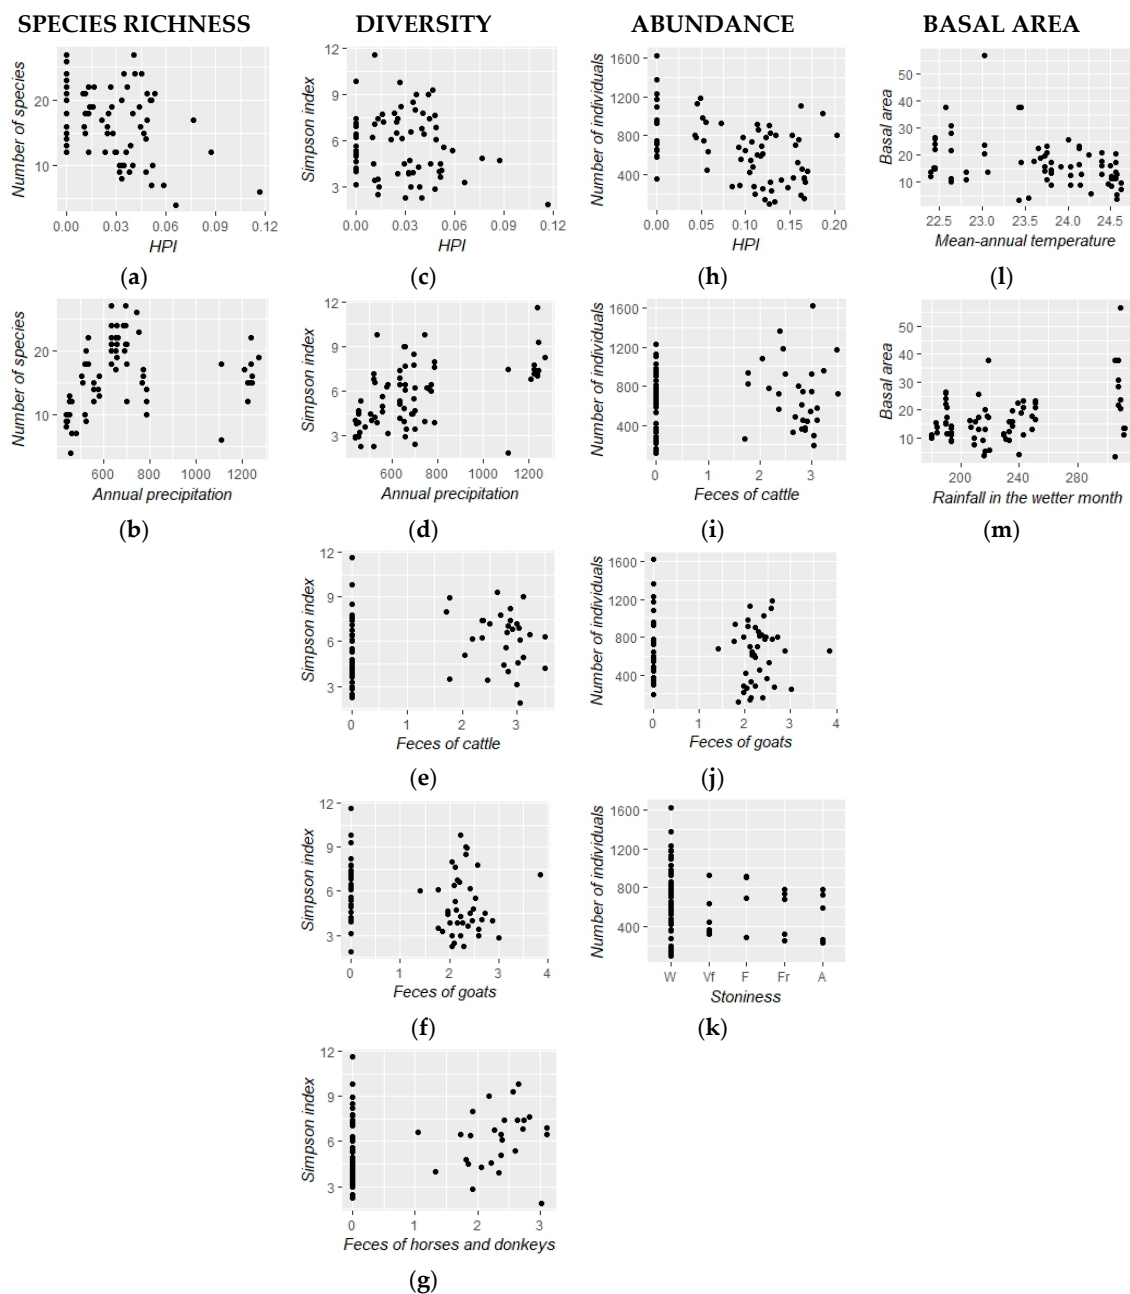 SPECIES RICHNESS
DIVERSITY
ABUNDANCE
BASAL AREA
Number of species
20
10
0.00 0.03 0.06 0.09 0.12
HPI
(a)
Simpson index
12
9
6
3
0.00 0.03 0.06 0.09 0.12
HPI
(c)
Number of individuals
1600
1200
800
400
0.00 0.05 0.10 0.15 0.20
HPI
(h)
Basal area
50
40
30
20
10
22.5 23.0 23.5 24.0 24.5
Mean-annual temperature
(l)
Number of species
20
10
600 800 1000 1200
Annual precipitation
(b)
Simpson index
12
9
6
3
600 800 1000 1200
Annual precipitation
(d)
Number of individuals
1600
1200
800
400
0 1 2 3
Feces of cattle
(i)
Basal area
50
40
30
20
10
200 240 280
Rainfall in the wetter month
(m)
Simpson index
12
9
6
3
0 1 2 3
Feces of cattle
(e)
Number of individuals
1600
1200
800
400
0 1 2 3 4
Feces of goats
(j)
Simpson index
12
9
6
3
0 1 2 3 4
Feces of goats
(f)
Number of individuals
1600
1200
800
400
W Vf F Fr A
Stoniness
(k)
Simpson index
12
9
6
3
0 1 2 3
Feces of horses and donkeys
(g)